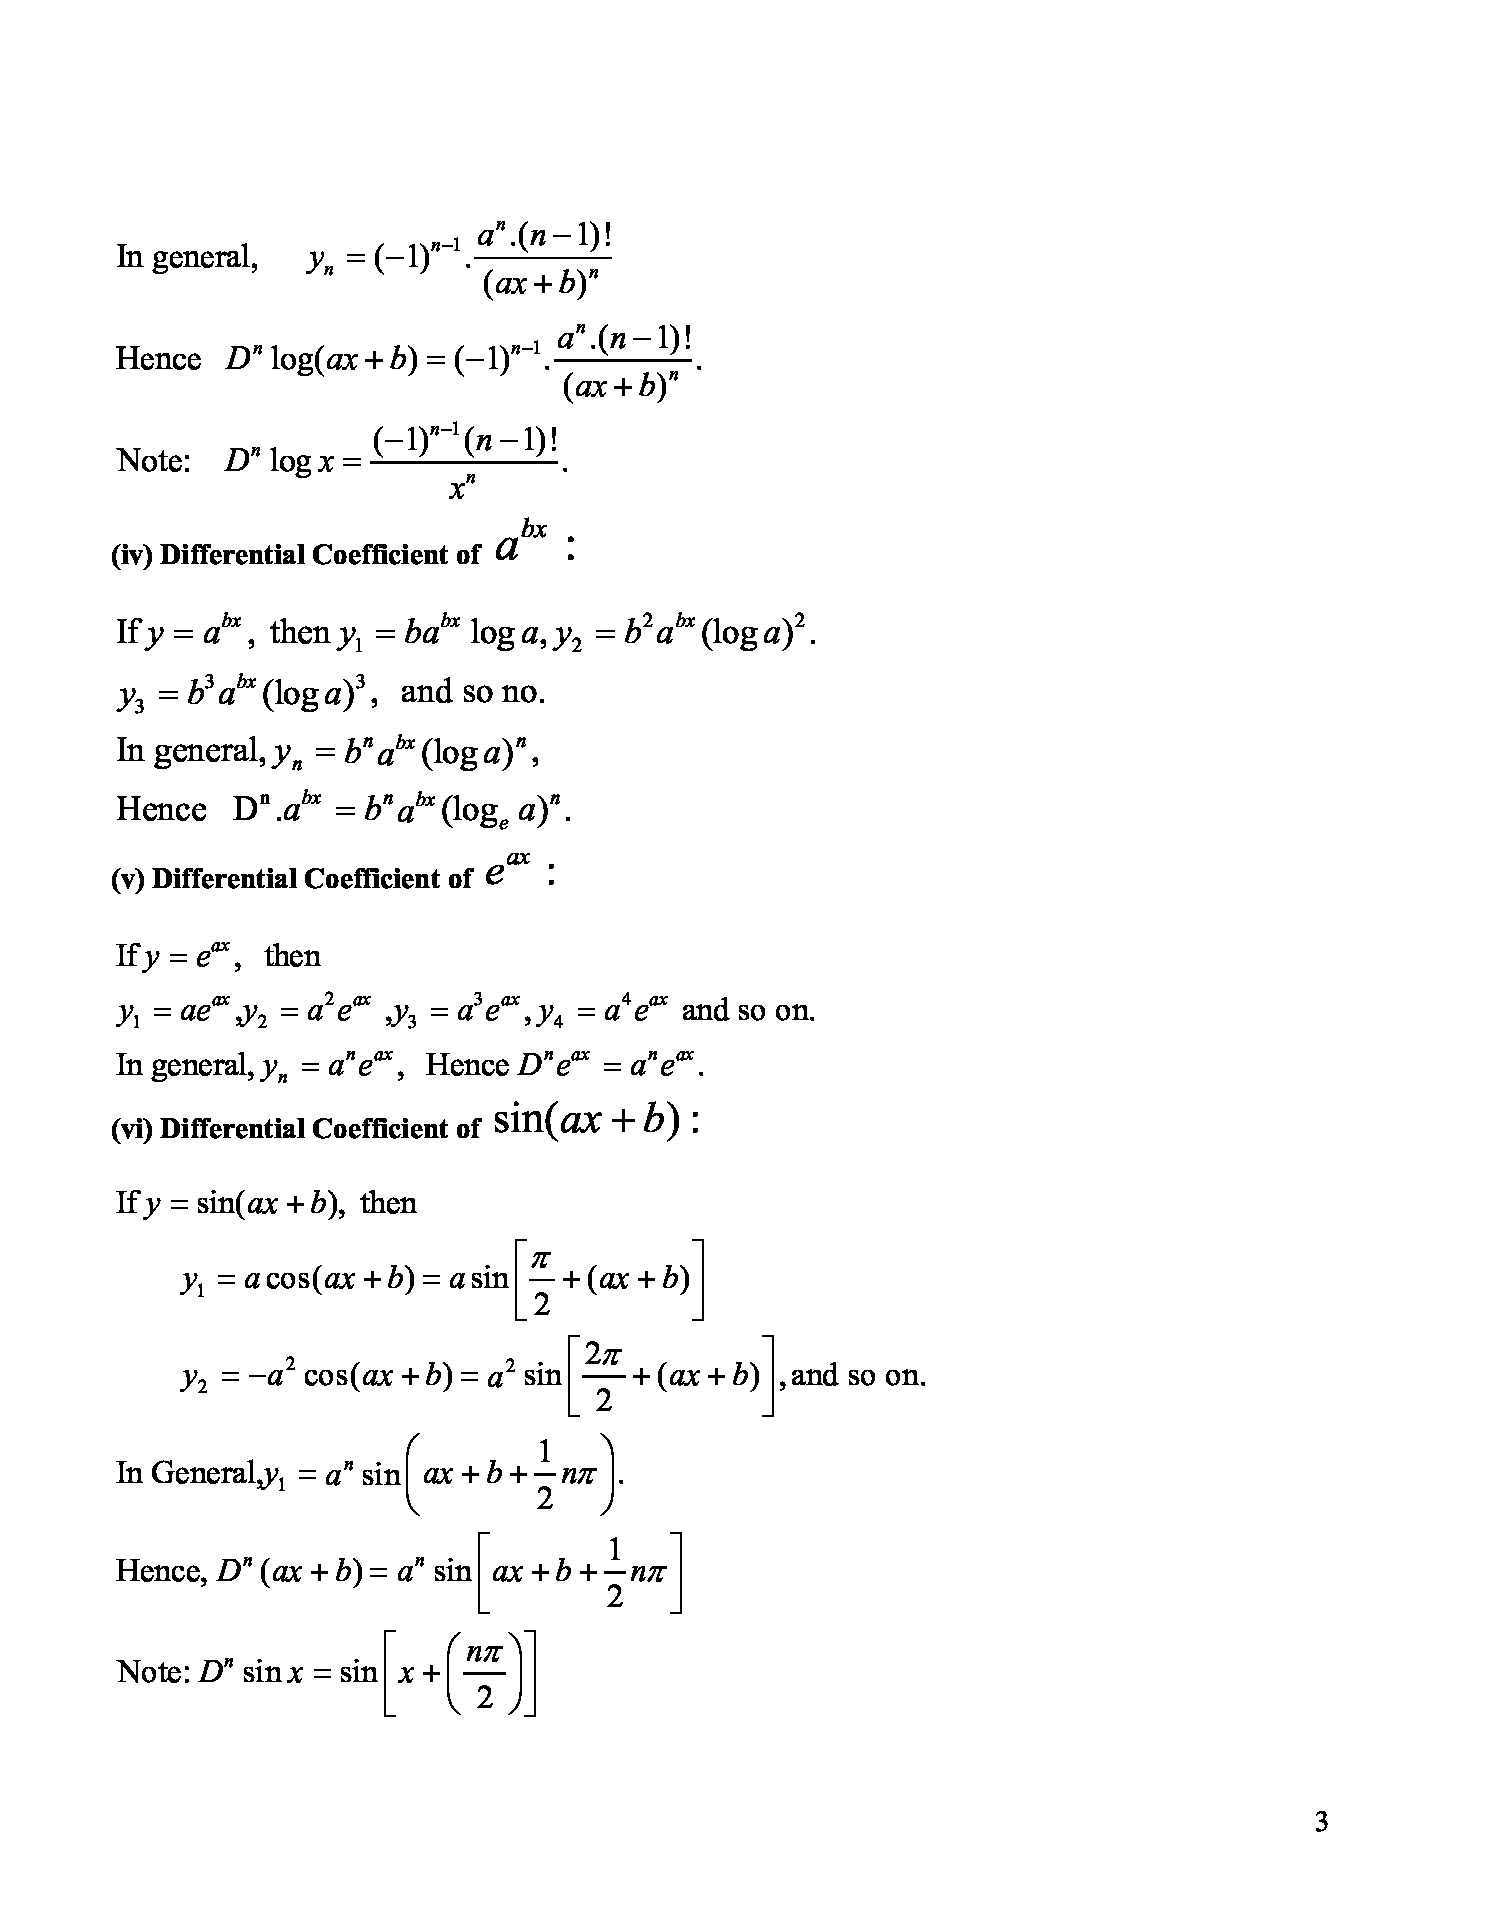 In general, $y_n = (-1)^{n-1} . \frac{a^n .(n-1)!}{(ax+b)^n}$
Hence $D^n \log(ax+b) = (-1)^{n-1} . \frac{a^n .(n-1)!}{(ax+b)^n}.$
Note: $D^n \log x = \frac{(-1)^{n-1}(n-1)!}{x^n}.$
(iv) Differential Coefficient of $a^{bx}$ :
If $y = a^{bx}$, then $y_1 = ba^{bx} \log a, y_2 = b^2 a^{bx} (\log a)^2.$
$y_3 = b^3 a^{bx} (\log a)^3,$ and so no.
In general, $y_n = b^n a^{bx} (\log a)^n,$
Hence $\mathrm{D}^n .a^{bx} = b^n a^{bx} (\log_e a)^n.$
(v) Differential Coefficient of $e^{ax}$ :
If $y = e^{ax},$ then
$y_1 = ae^{ax}, y_2 = a^2 e^{ax}, y_3 = a^3 e^{ax}, y_4 = a^4 e^{ax}$ and so on.
In general, $y_n = a^n e^{ax},$ Hence $D^n e^{ax} = a^n e^{ax}.$
(vi) Differential Coefficient of $\sin(ax+b)$ :
If $y = \sin(ax+b),$ then
$y_1 = a\cos(ax+b) = a\sin\left[\frac{\pi}{2}+(ax+b)\right]$
$y_2 = -a^2 \cos(ax+b) = a^2 \sin\left[\frac{2\pi}{2}+(ax+b)\right],$ and so on.
In General, $y_1 = a^n \sin\left(ax+b+\frac{1}{2}n\pi\right).$
Hence, $D^n (ax+b) = a^n \sin\left[ax+b+\frac{1}{2}n\pi\right]$
Note: $D^n \sin x = \sin\left[x+\left(\frac{n\pi}{2}\right)\right]$
3